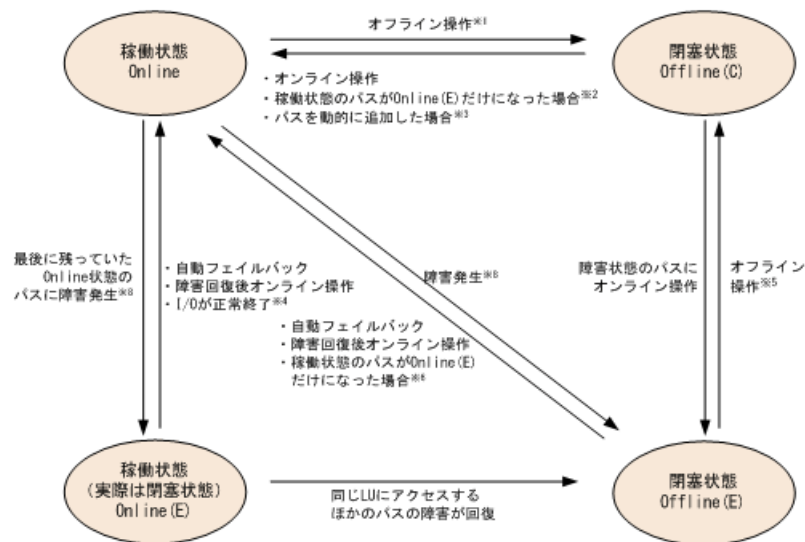 オフライン操作※1
稼働状態
Online
閉塞状態
Offline(C)
・オンライン操作
・稼働状態のパスがOnline(E)だけになった場合※2
・パスを動的に追加した場合※3
最後に残っていた
Online状態の
パスに障害発生※8
・自動フェイルバック
・障害回復後オンライン操作
・I/Oが正常終了※4
障害発生※8
障害状態のパスに
オンライン操作
オフライン
操作※5
・自動フェイルバック
・障害回復後オンライン操作
・稼働状態のパスがOnline(E)
だけになった場合※6
稼働状態
(実際は閉塞状態)
Online(E)
同じLUにアクセスする
ほかのパスの障害が回復
閉塞状態
Offline(E)